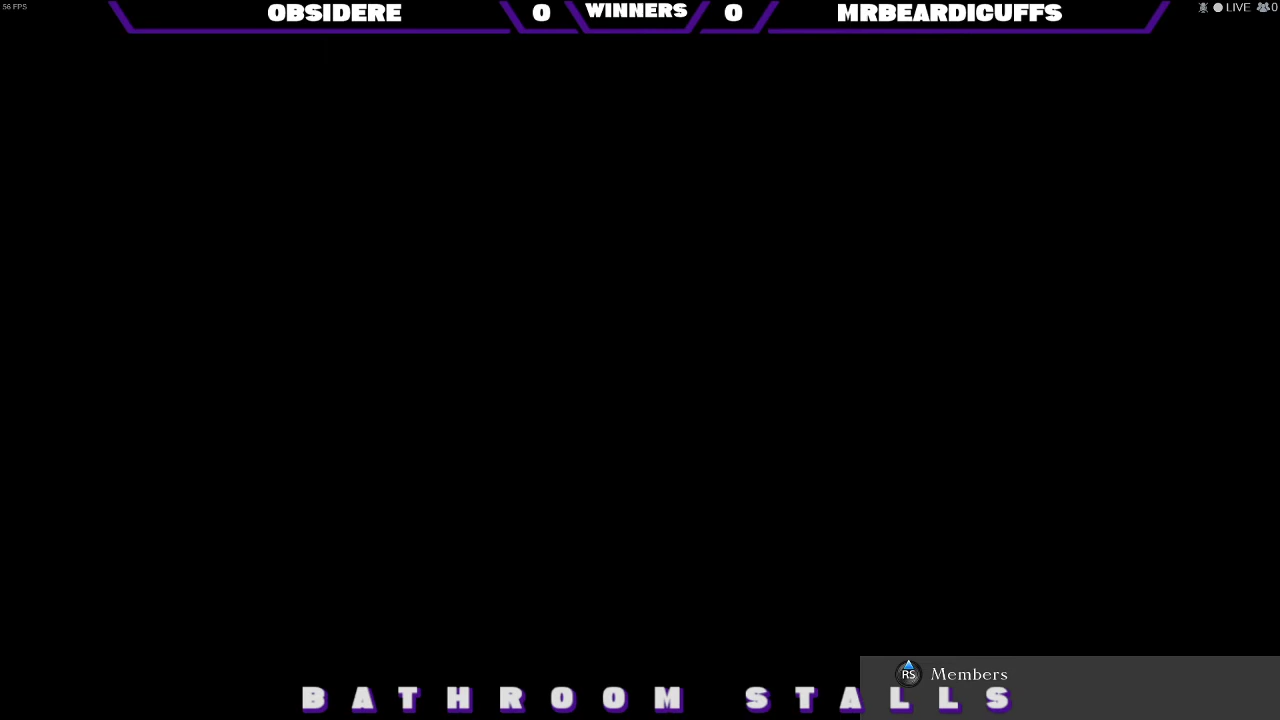 56 FPS
OBSIDERE 0 WINNERS 0 MRBEARDICUFFS
LIVE 0
RS Members
BATHROOM STALLS